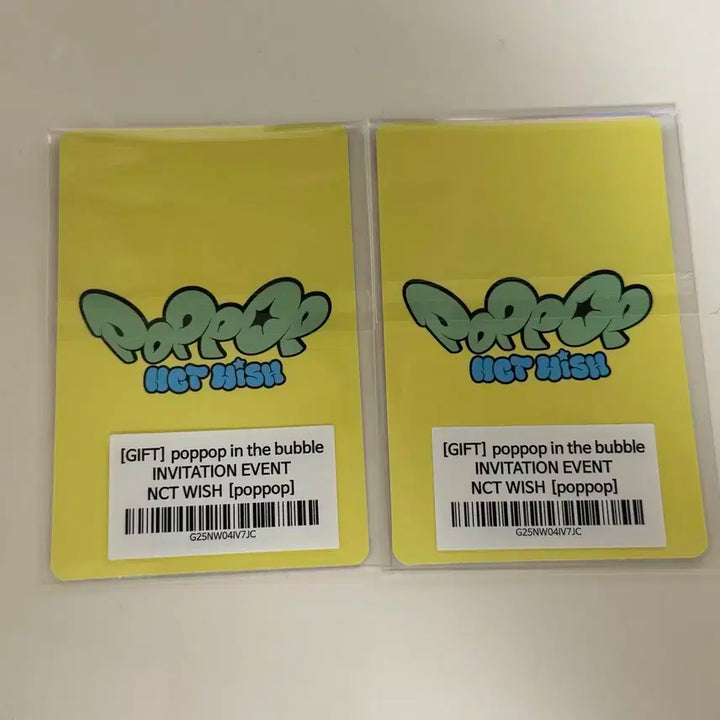 PoPPOP
NCT WiSH
[GIFT] poppop in the bubble
INVITATION EVENT
NCT WISH [poppop]
G25NW04IV7JC
PoPPOP
NCT WiSH
[GIFT] poppop in the bubble
INVITATION EVENT
NCT WISH [poppop]
G25NW04IV7JC